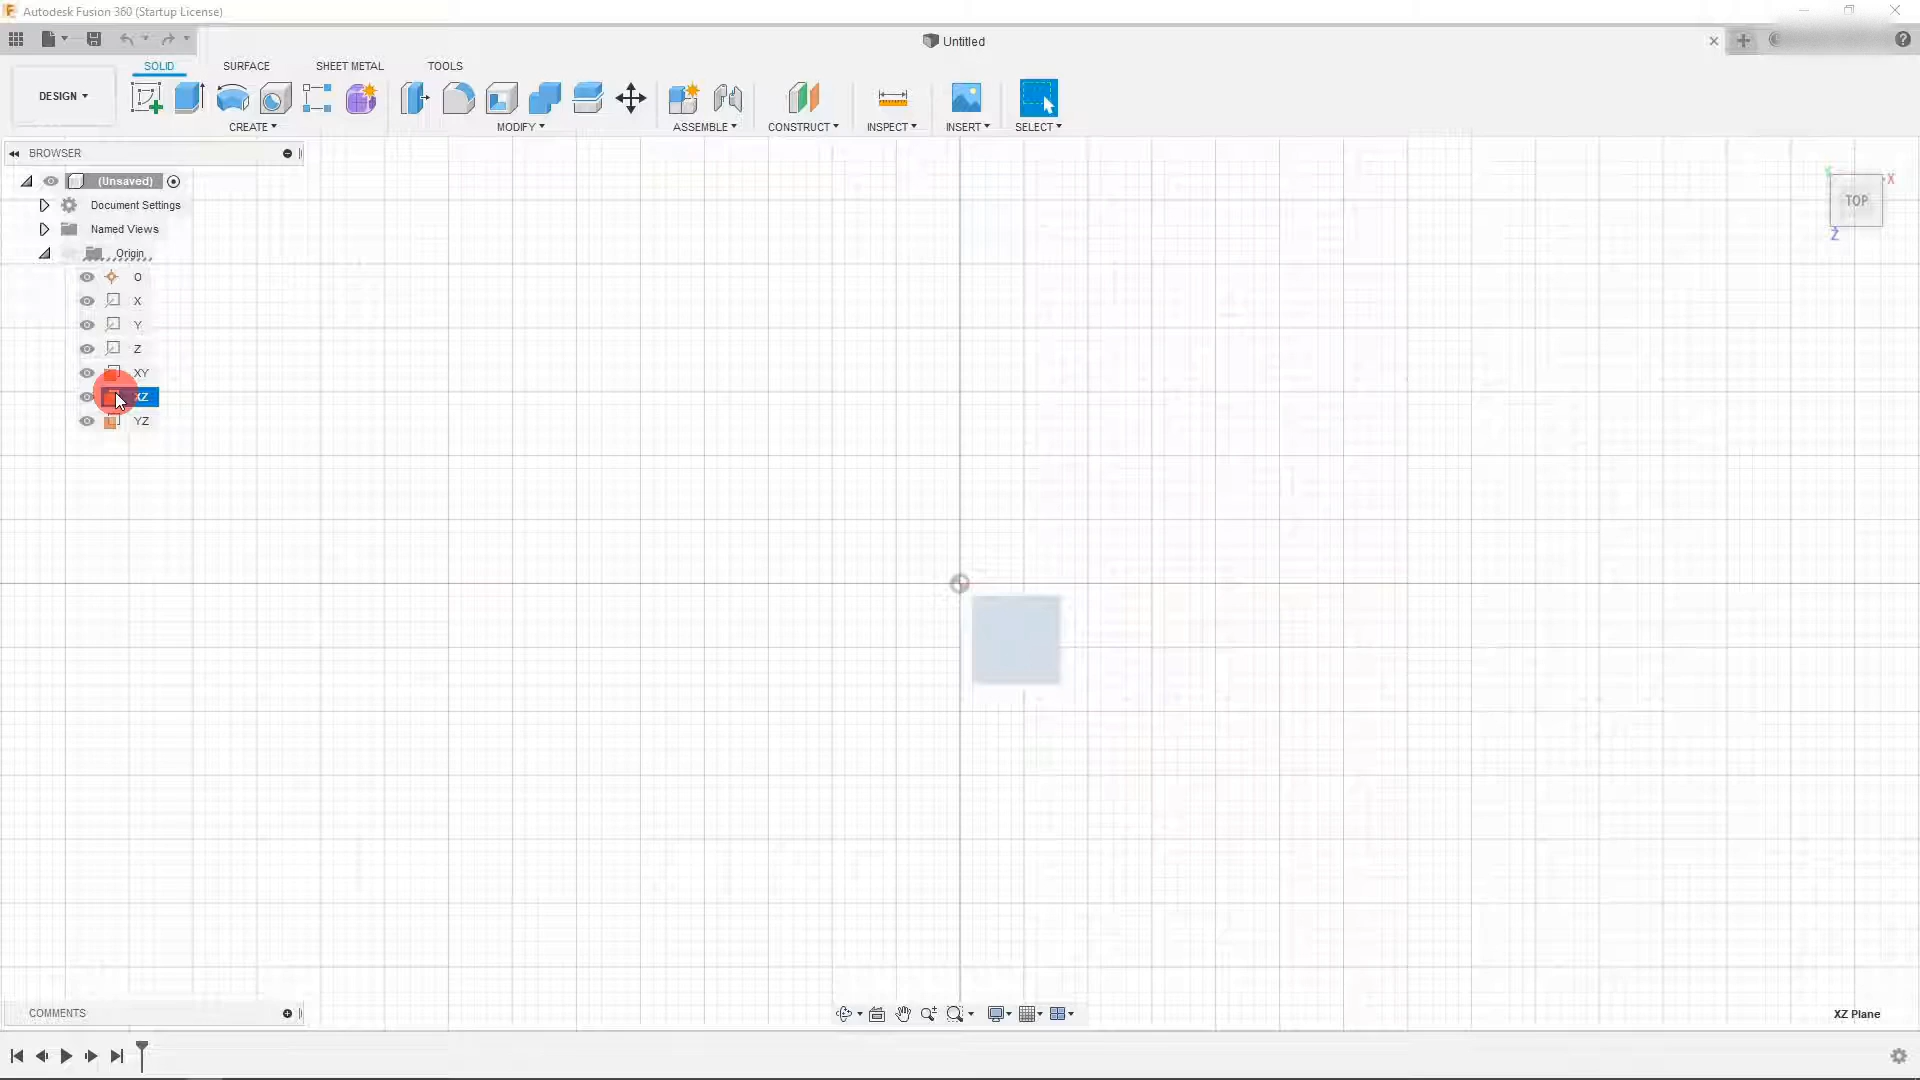 Autodesk Fusion 360 (Startup License)
Untitled
SOLID SURFACE SHEET METAL TOOLS
DESIGN
CREATE MODIFY ASSEMBLE CONSTRUCT INSPECT INSERT SELECT
BROWSER
(Unsaved)
Document Settings
Named Views
Origin
O
X
Y
Z
XY
XZ
YZ
X
TOP
Z
COMMENTS
XZ Plane